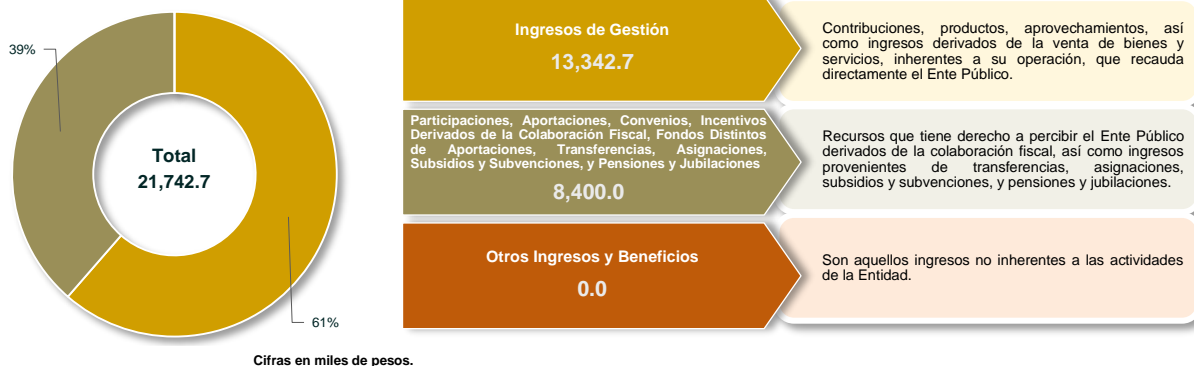 39%
Total
21,742.7
61%
Ingresos de Gestión
13,342.7
Contribuciones, productos, aprovechamientos, así
como ingresos derivados de la venta de bienes y
servicios, inherentes a su operación, que recauda
directamente el Ente Público.
Participaciones, Aportaciones, Convenios, Incentivos
Derivados de la Colaboración Fiscal, Fondos Distintos
de Aportaciones, Transferencias, Asignaciones,
Subsidios y Subvenciones, y Pensiones y Jubilaciones
8,400.0
Recursos que tiene derecho a percibir el Ente Público
derivados de la colaboración fiscal, así como ingresos
provenientes de transferencias, asignaciones,
subsidios y subvenciones, y pensiones y jubilaciones.
Otros Ingresos y Beneficios
0.0
Son aquellos ingresos no inherentes a las actividades
de la Entidad.
Cifras en miles de pesos.